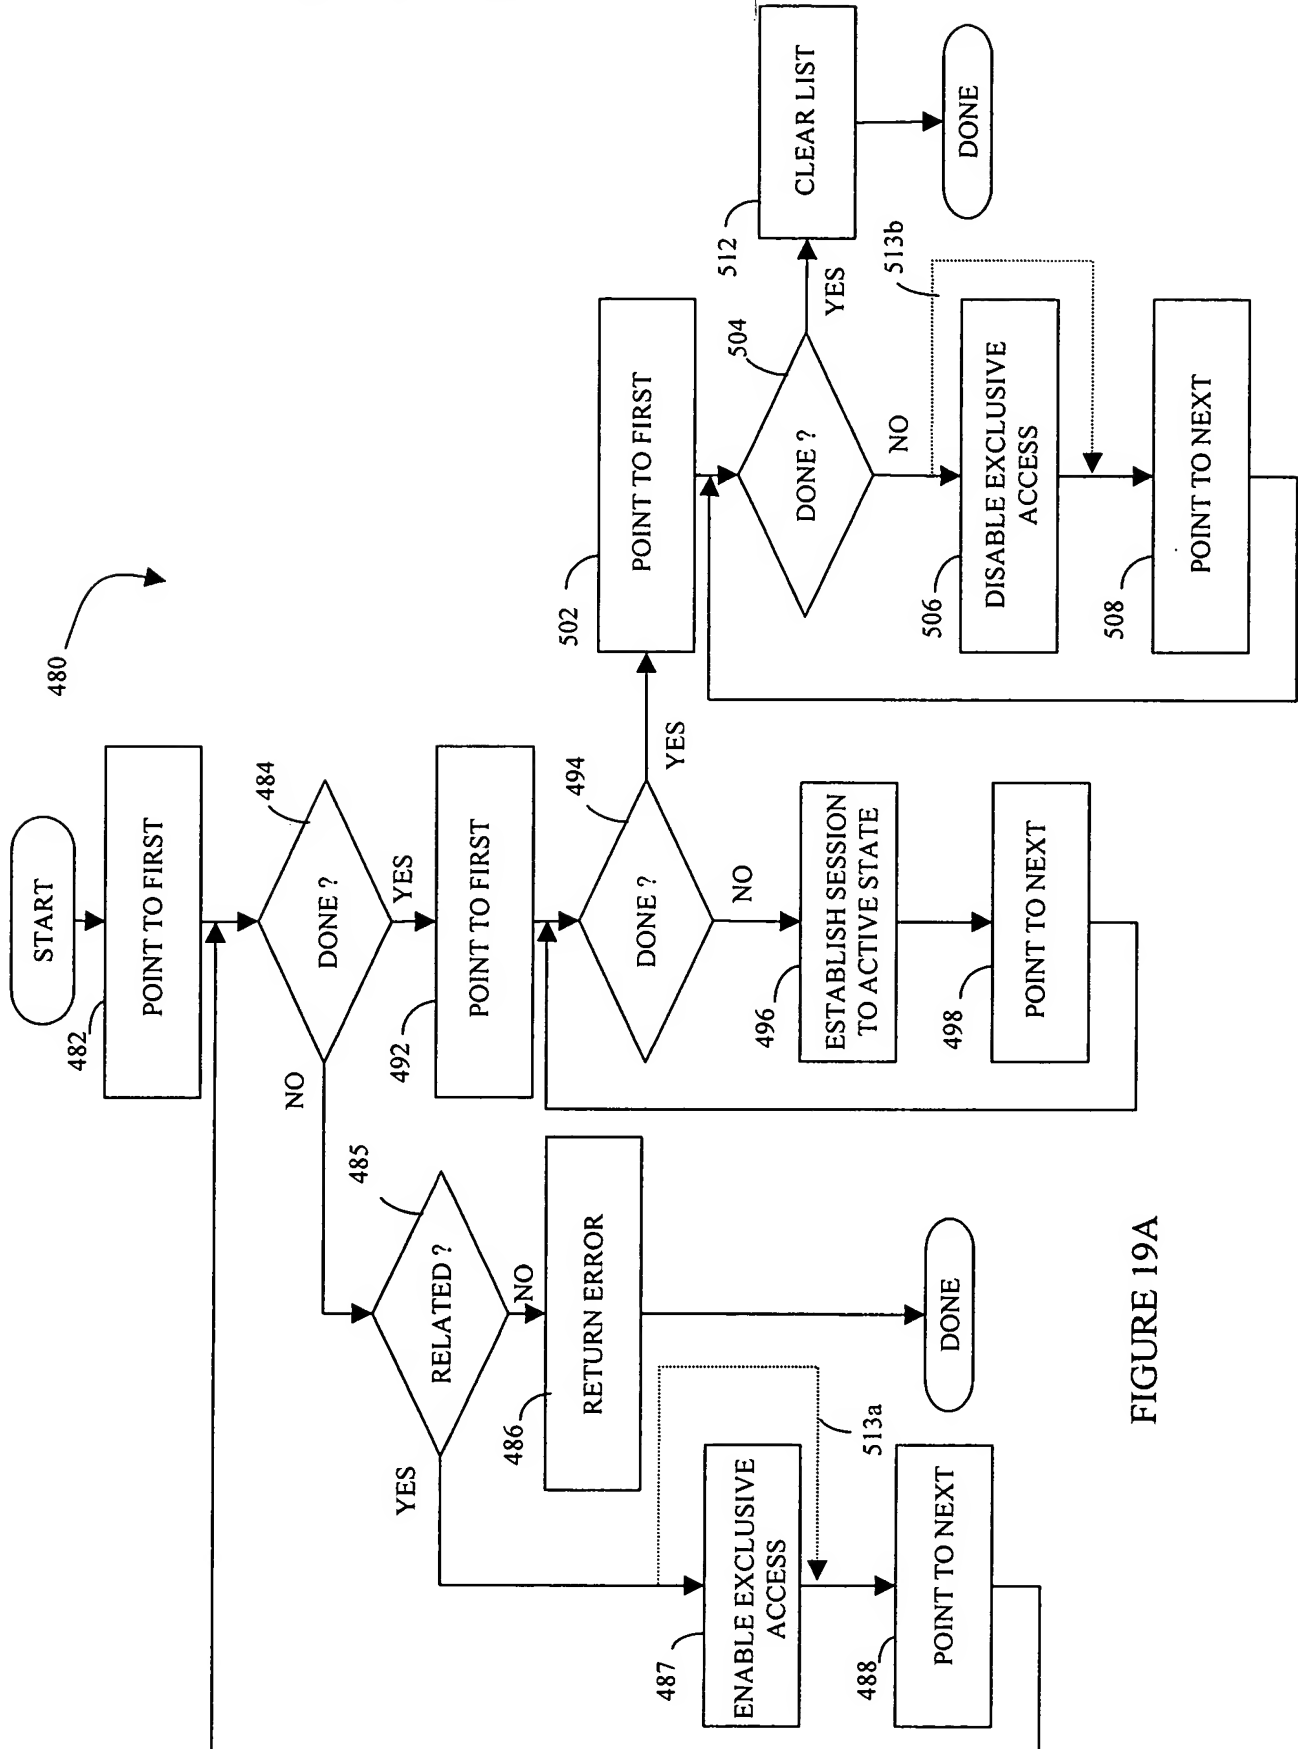 480
START
482
POINT TO FIRST
484
DONE ?
NO
YES
485
RELATED ?
NO
YES
486
RETURN ERROR
DONE
487
ENABLE EXCLUSIVE
ACCESS
513a
488
POINT TO NEXT
492
POINT TO FIRST
494
DONE ?
YES
NO
496
ESTABLISH SESSION
TO ACTIVE STATE
498
POINT TO NEXT
502
POINT TO FIRST
504
DONE ?
YES
NO
506
DISABLE EXCLUSIVE
ACCESS
513b
508
POINT TO NEXT
512
CLEAR LIST
DONE
FIGURE 19A